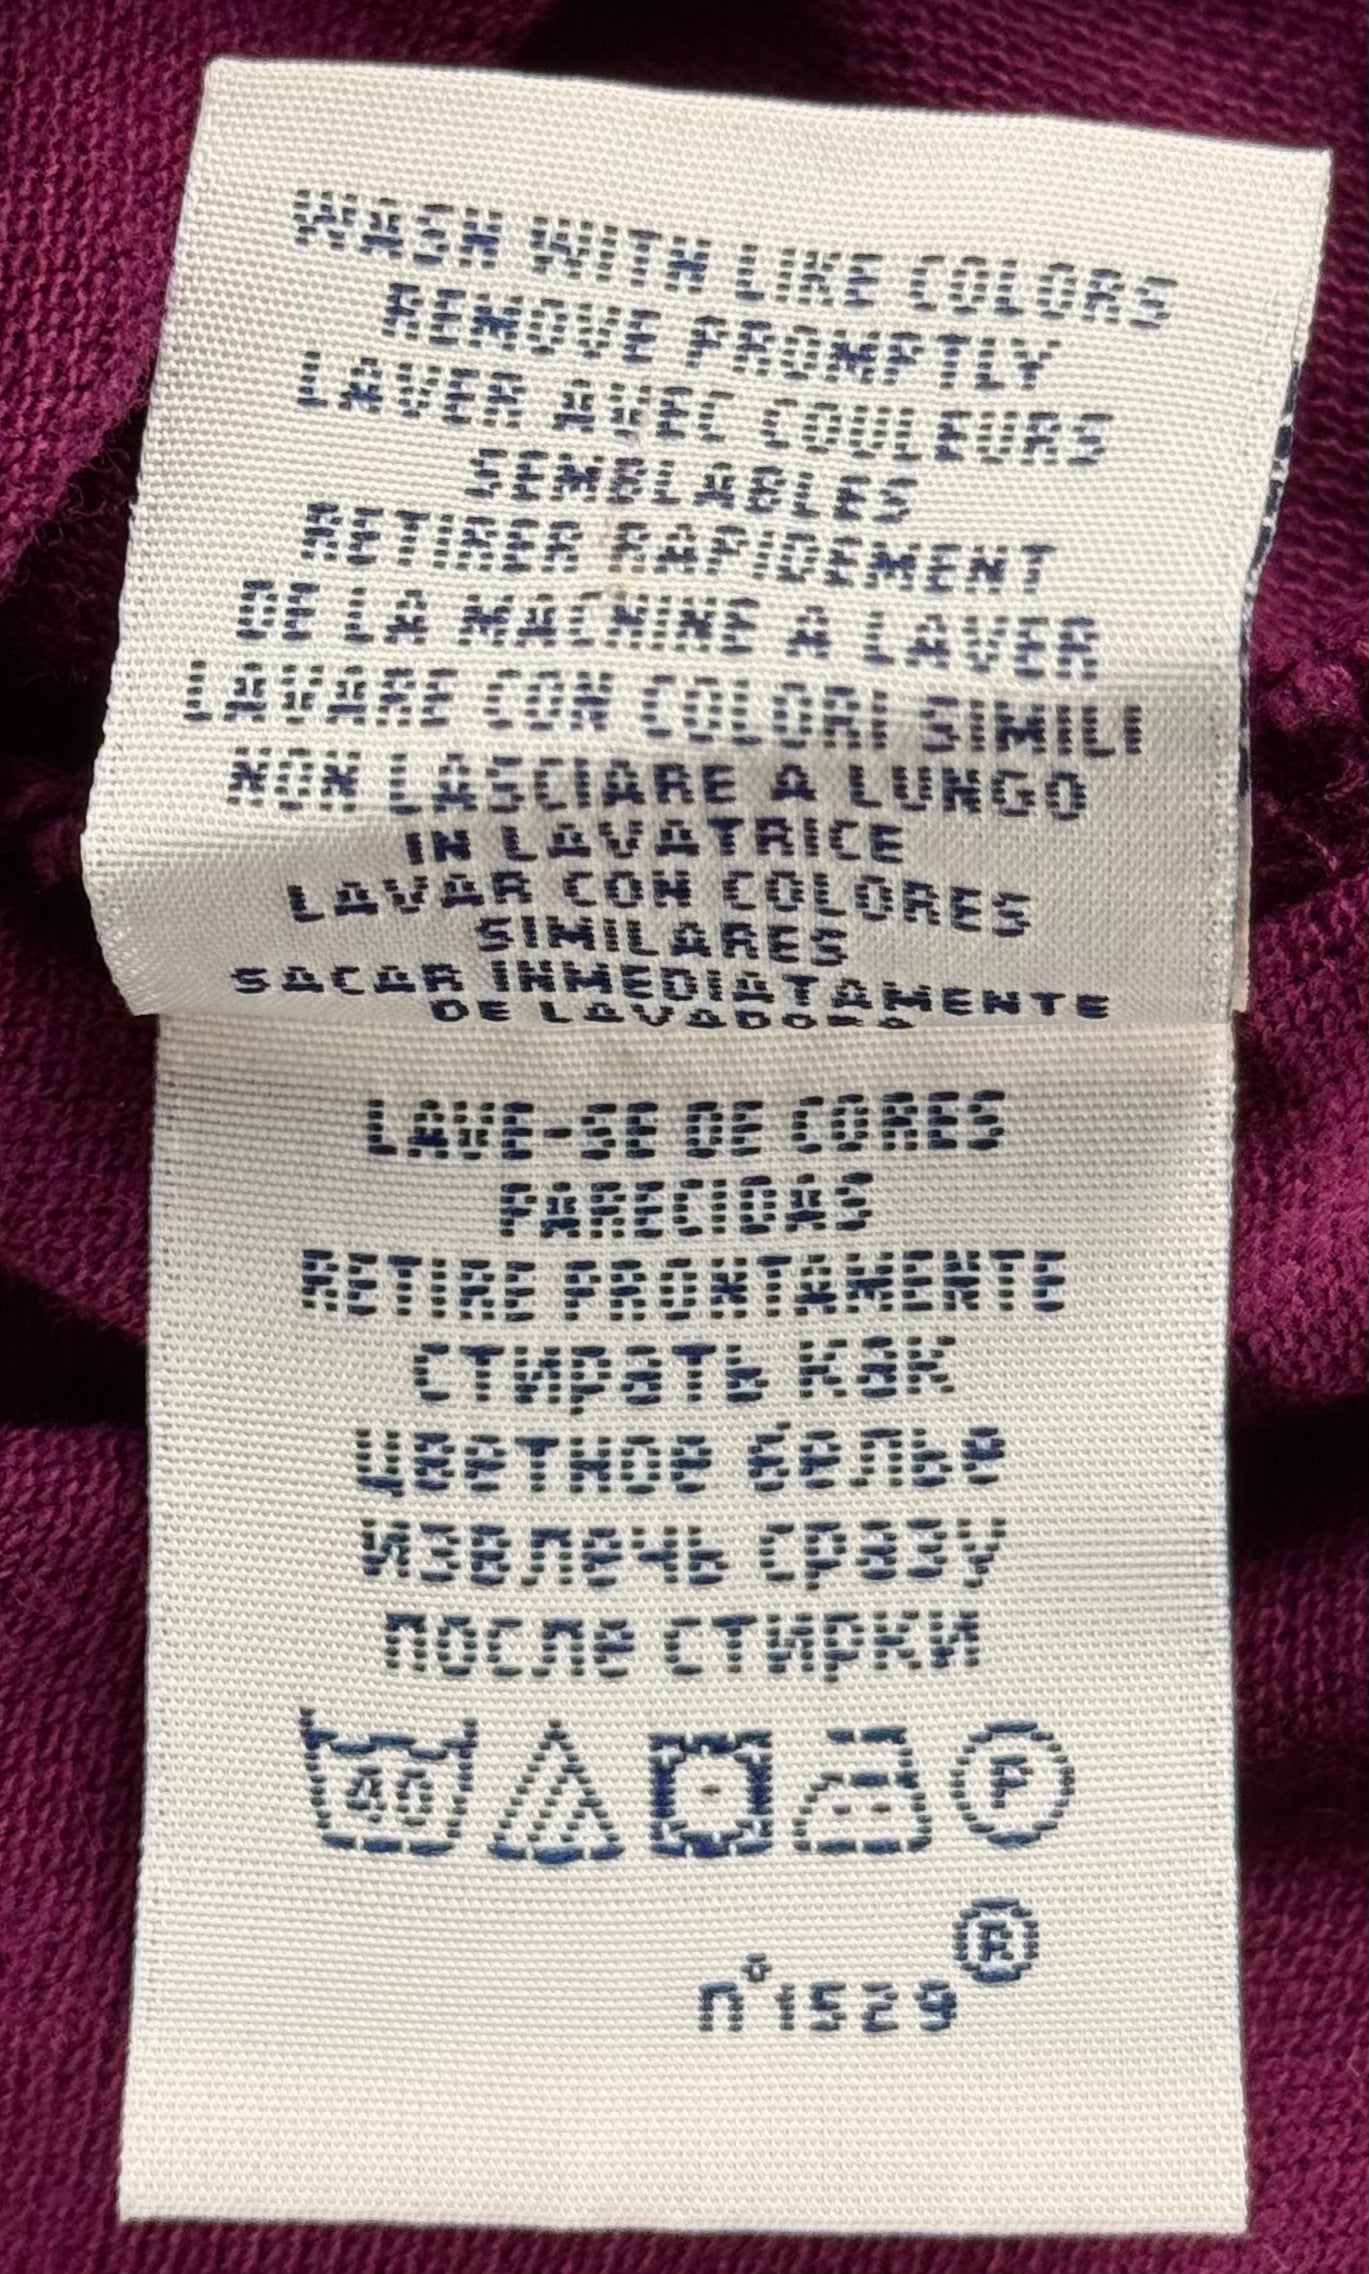 WASH WITH LIKE COLORS
REMOVE PROMPTLY
LAVER AVEC COULEURS
SEMBLABLES
RETIRER RAPIDEMENT
DE LA MACHINE A LAVER
LAVARE CON COLORI SIMILI
NON LASCIARE A LUNGO
IN LAVATRICE
LAVAR CON COLORES
SIMILARES
SACAR INMEDIATAMENTE
DE LAVADORA
LAVE-SE DE CORES
PARECIDAS
RETIRE PRONTAMENTE
стирать как
цветное белье
извлечь сразу
после стирки
40 P
n°1529®